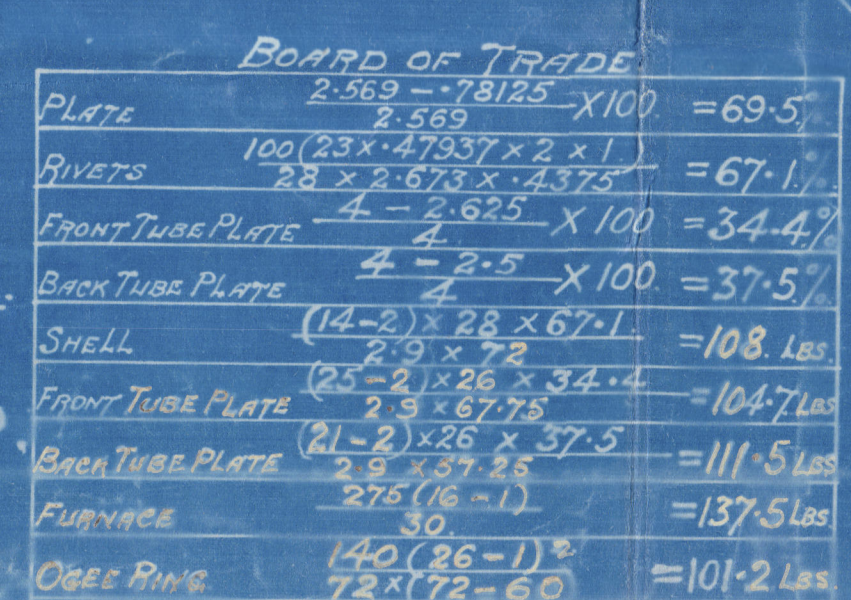 BOARD OF TRADE
PLATE 2·569 - ·78125 / 2·569 X 100. = 69·5%
RIVETS 100(23 x ·47937 x 2 x 1.) / 28 x 2·673 x ·4375 = 67·1.%
FRONT TUBE PLATE 4 - 2·625 / 4 X 100 = 34·4%
BACK TUBE PLATE 4 - 2·5 / 4 X 100. = 37·5%
SHELL (14-2) x 28 x 67·1. / 2·9 x 72 = 108. LBS.
FRONT TUBE PLATE (25-2) x 26 x 34·4 / 2·9 x 67·75 = 104·7 LBS
BACK TUBE PLATE (21-2) x 26 x 37·5 / 2·9 x 57·25 = 111·5 LBS
FURNACE 275(16-1) / 30. = 137·5 LBS.
OGEE RING 140(26-1)² / 72 x (72-60 = 101·2 LBS.